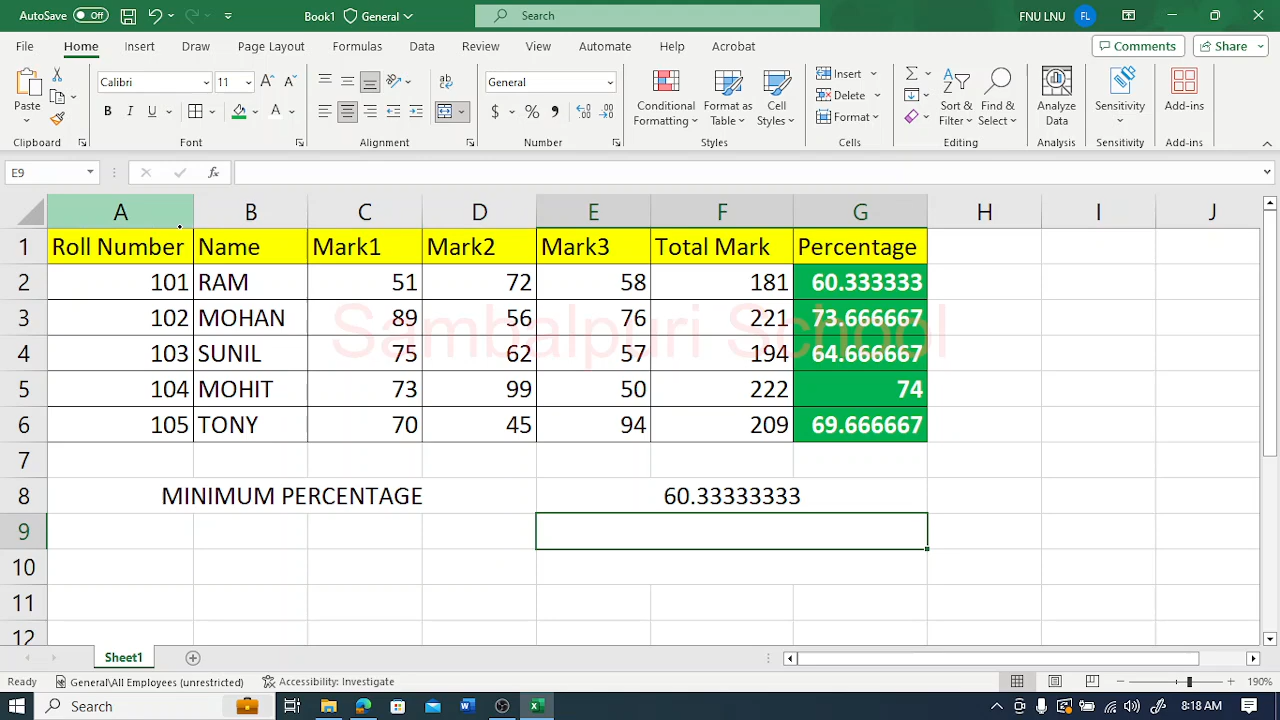 AutoSave Off Book1 General Search FNU LNU FL
File Home Insert Draw Page Layout Formulas Data Review View Automate Help Acrobat Comments Share
Paste Calibri 11 A A ab General Conditional Formatting Format as Table Cell Styles Insert Delete Format Sort & Filter Find & Select Analyze Data Sensitivity Add-ins
B I U A $ %
Clipboard Font Alignment Number Styles Cells Editing Analysis Sensitivity Add-ins
E9 fx
A B C D E F G H I J
1 Roll Number Name Mark1 Mark2 Mark3 Total Mark Percentage
2 101 RAM 51 72 58 181 60.333333
3 102 MOHAN 89 56 76 221 73.666667
Sambalpuri School
4 103 SUNIL 75 62 57 194 64.666667
5 104 MOHIT 73 99 50 222 74
6 105 TONY 70 45 94 209 69.666667
7
8 MINIMUM PERCENTAGE 60.33333333
9
10
11
12
Sheet1
Ready General\All Employees (unrestricted) Accessibility: Investigate 190%
Search 8:18 AM